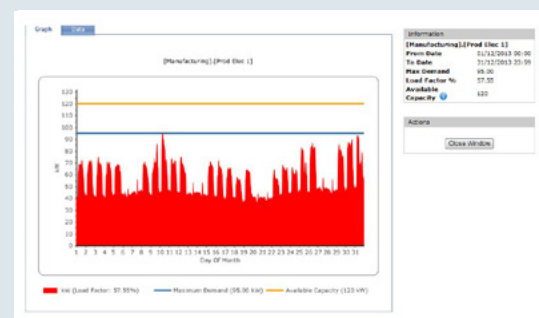 Graph Data
[Manufacturing].[Prod Elec 1]
130
120
110
100
90
80
70
60
50
40
30
20
10
0
kW
1 2 3 4 5 6 7 8 9 10 11 12 13 14 15 16 17 18 19 20 21 22 23 24 25 26 27 28 29 30 31
Day Of Month
kW (Load Factor: 57.55%) Maximum Demand (95.00 kW) Available Capacity (120 kW)
Information
[Manufacturing].[Prod Elec 1]
From Date 01/12/2013 00:00
To Date 31/12/2013 23:59
Max Demand 95.00
Load Factor % 57.55
Available
Capacity 120
Actions
Close Window